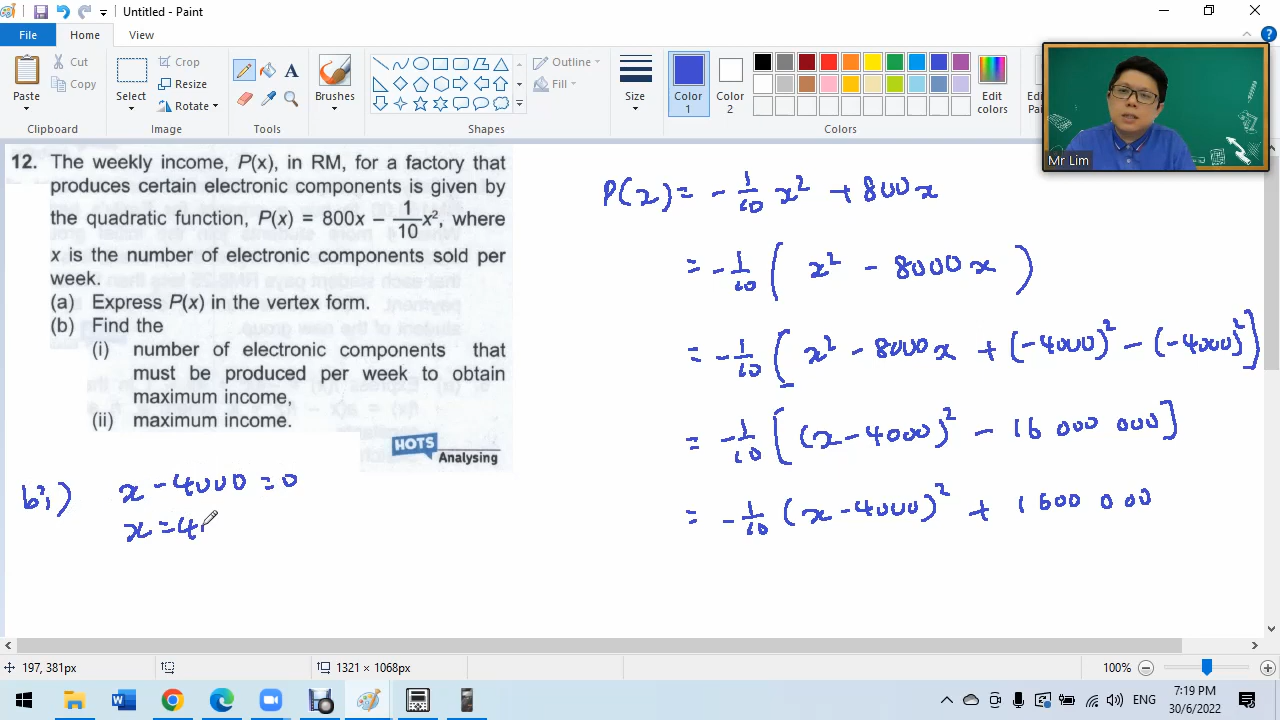 Untitled - Paint
File
Home
View
Paste
Cut
Copy
Clipboard
Select
Crop
Resize
Rotate
Image
A
Tools
Brushes
Shapes
Outline
Fill
Size
Color 1
Color 2
Edit colors
Colors
Mr Lim
12. The weekly income, P(x), in RM, for a factory that
produces certain electronic components is given by
the quadratic function, P(x) = 800x − 1/10 x², where
x is the number of electronic components sold per
week.
(a) Express P(x) in the vertex form.
(b) Find the
(i) number of electronic components that
must be produced per week to obtain
maximum income,
(ii) maximum income.
HOTS
Analysing
bi) x − 4000 = 0
x = 4
P(x) = − 1/10 x² + 800x
= − 1/10 ( x² − 8000x )
= − 1/10 [ x² − 8000x + (−4000)² − (−4000)² ]
= − 1/10 [ (x − 4000)² − 16 000 000 ]
= − 1/10 (x − 4000)² + 1600 000
197, 381px
1321 × 1068px
100%
ENG
7:19 PM
30/6/2022